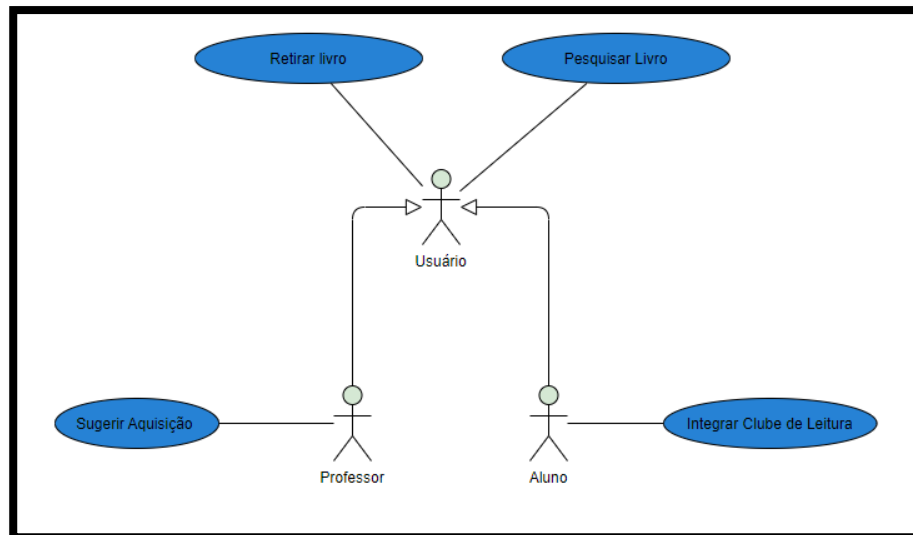 Retirar livro
Pesquisar Livro
Usuário
Sugerir Aquisição
Integrar Clube de Leitura
Professor
Aluno